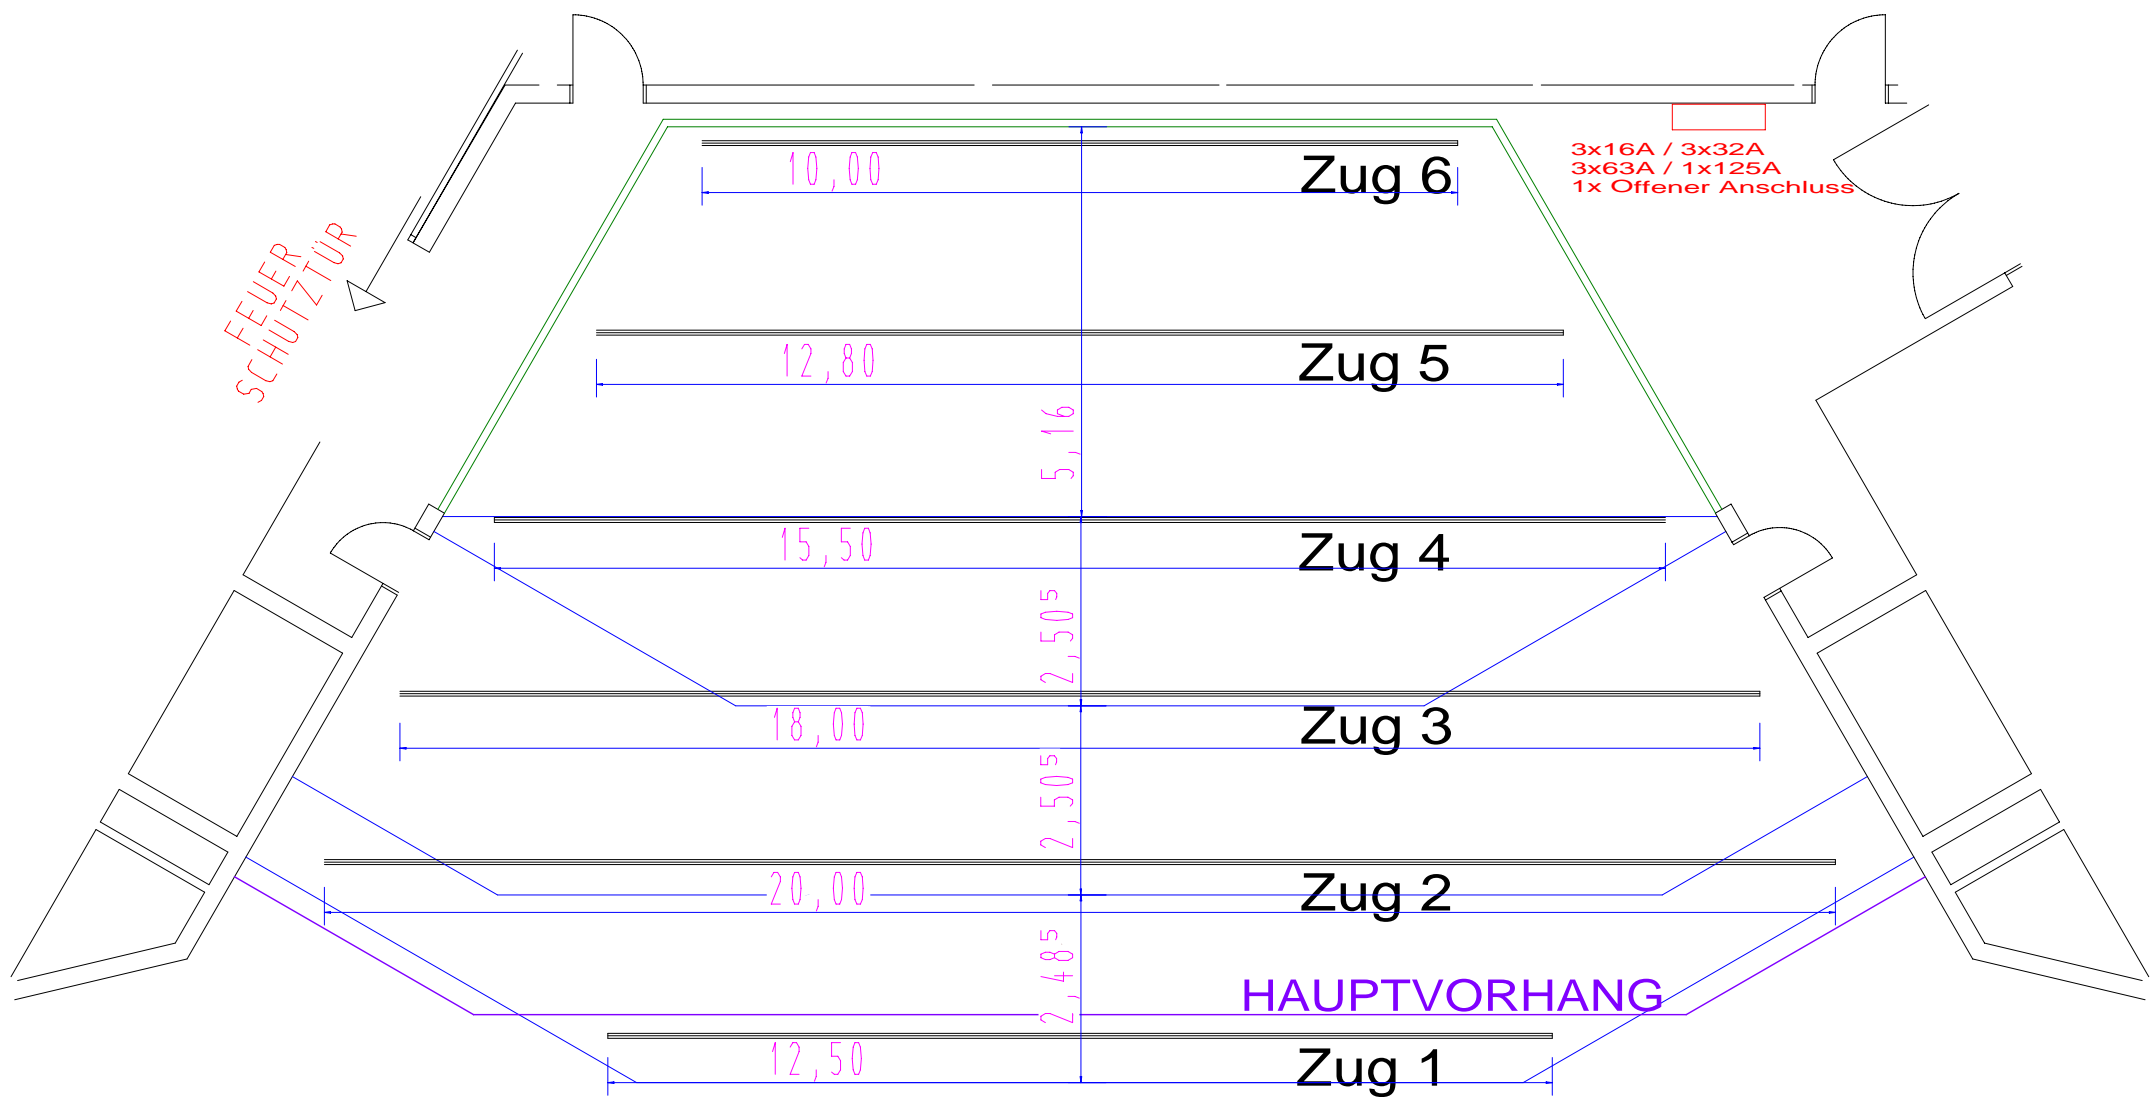 3x16A / 3x32A
3x63A / 1x125A
1x Offener Anschluss
10,00
Zug 6
FEUER
SCHUTZTÜR
12,80
Zug 5
5,16
15,50
Zug 4
2,50⁵
18,00
Zug 3
2,50⁵
20,00
Zug 2
2,48⁵
HAUPTVORHANG
12,50
Zug 1